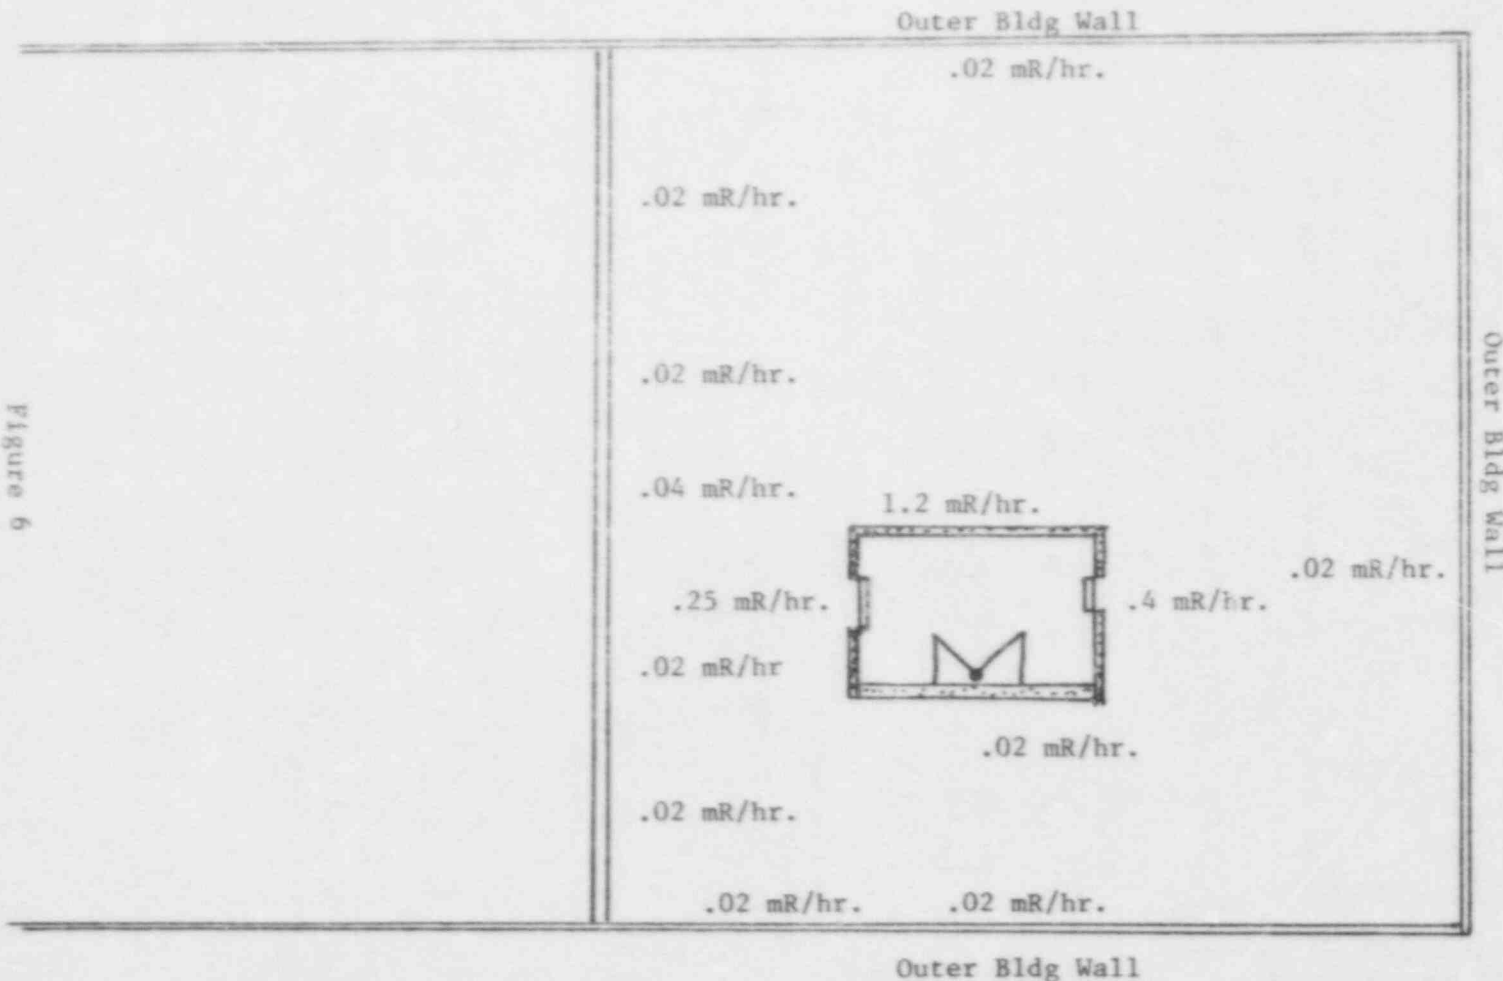 Outer Bldg Wall
.02 mR/hr.
.02 mR/hr.
.02 mR/hr.
.04 mR/hr.
1.2 mR/hr.
.02 mR/hr.
.25 mR/hr.
.4 mR/hr.
.02 mR/hr
.02 mR/hr.
.02 mR/hr.
.02 mR/hr.
.02 mR/hr.
Outer Bldg Wall
Outer Bldg Wall
Figure 6